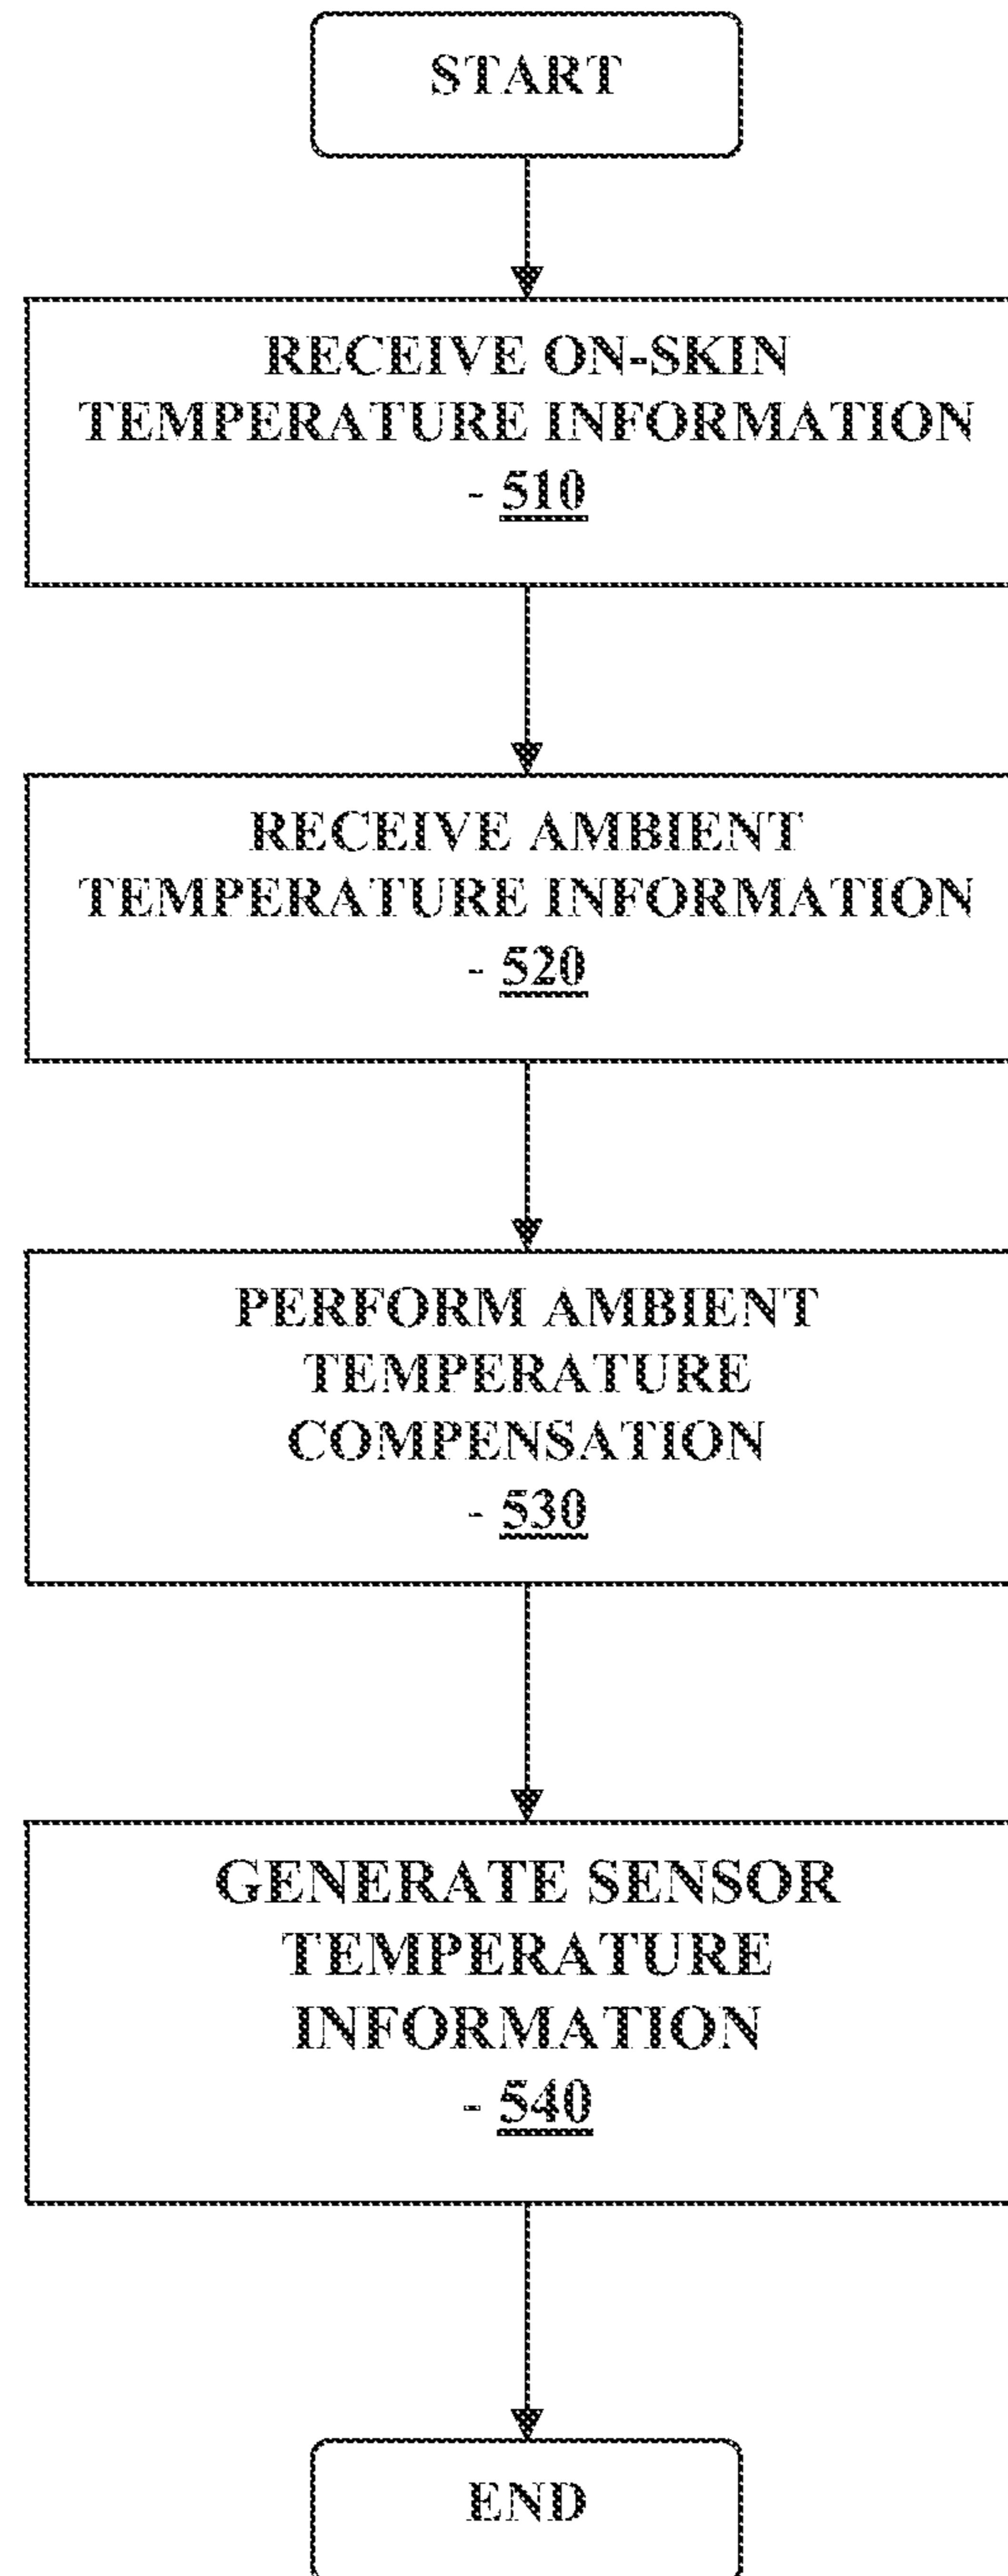 START
RECEIVE ON-SKIN
TEMPERATURE INFORMATION
- 510
RECEIVE AMBIENT
TEMPERATURE INFORMATION
- 520
PERFORM AMBIENT
TEMPERATURE
COMPENSATION
- 530
GENERATE SENSOR
TEMPERATURE
INFORMATION
- 540
END